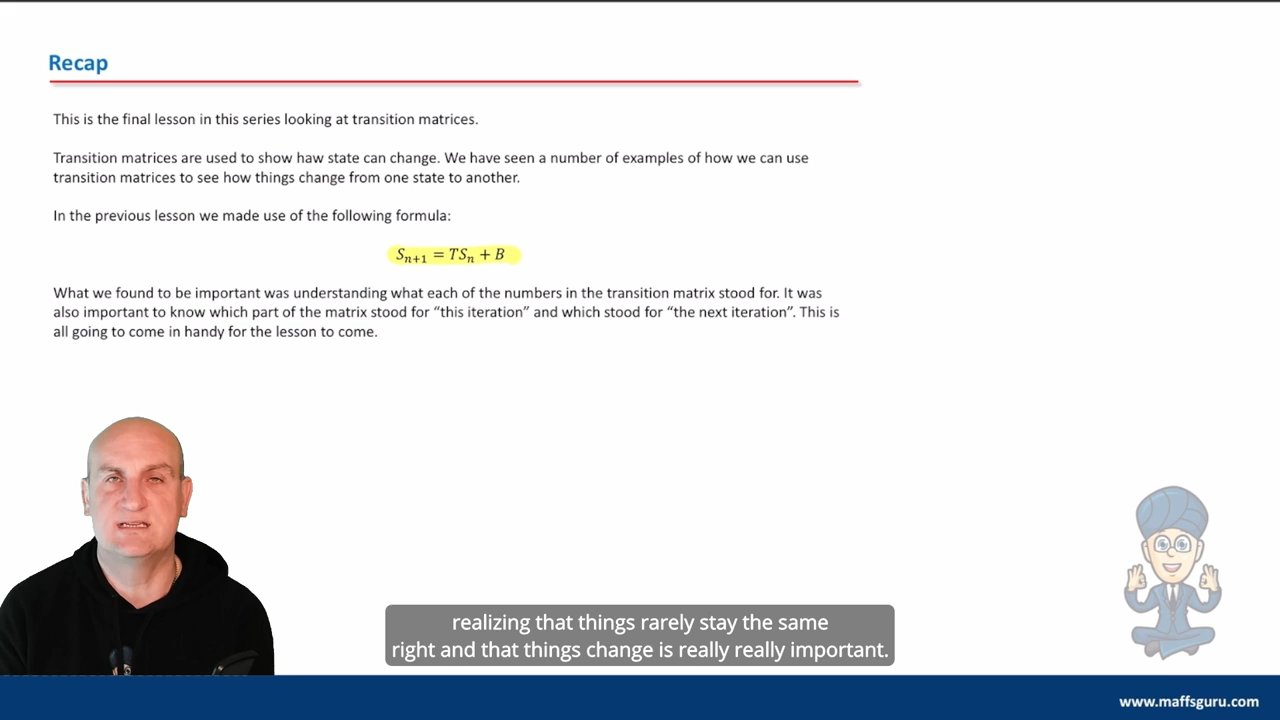 Recap
This is the final lesson in this series looking at transition matrices.
Transition matrices are used to show haw state can change. We have seen a number of examples of how we can use
transition matrices to see how things change from one state to another.
In the previous lesson we made use of the following formula:
Sₙ₊₁ = TSₙ + B
What we found to be important was understanding what each of the numbers in the transition matrix stood for. It was
also important to know which part of the matrix stood for “this iteration” and which stood for “the next iteration”. This is
all going to come in handy for the lesson to come.
realizing that things rarely stay the same
right and that things change is really really important.
www.maffsguru.com